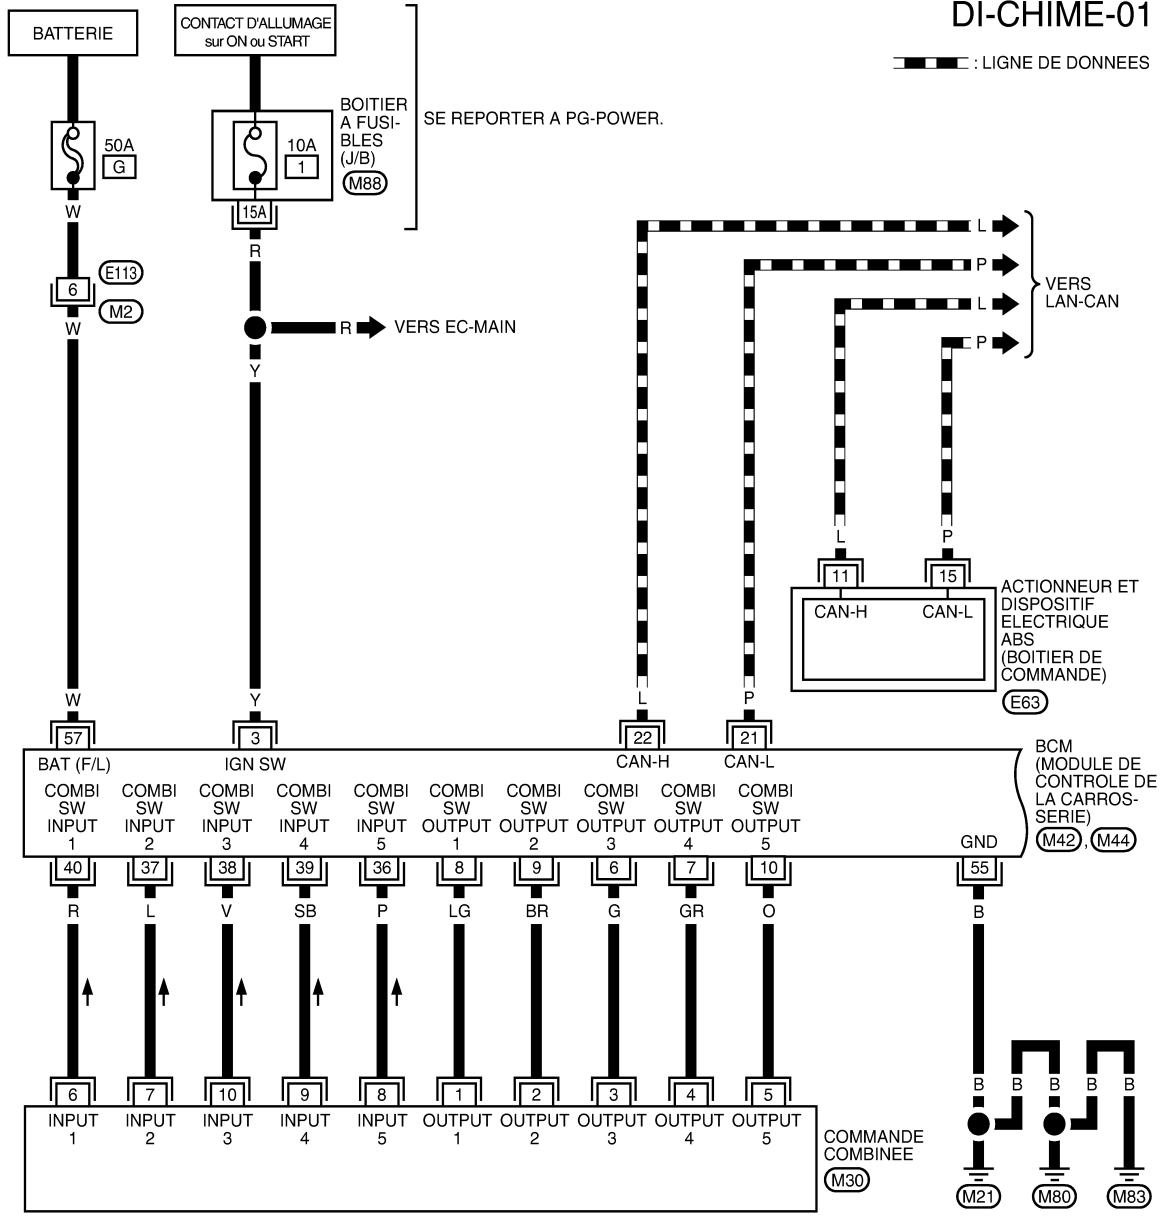 DI-CHIME-01
: LIGNE DE DONNEES
BATTERIE
CONTACT D'ALLUMAGE
sur ON ou START
BOITIER
A FUSI-
BLES
(J/B)
M88
SE REPORTER A PG-POWER.
50A
G
10A
1
15A
W
R
E113
6
M2
W
R
VERS EC-MAIN
Y
L
P
L
P
VERS
LAN-CAN
L
P
11
15
CAN-H
CAN-L
ACTIONNEUR ET
DISPOSITIF
ELECTRIQUE
ABS
(BOITIER DE
COMMANDE)
E63
W
Y
L
P
57
3
22
21
BAT (F/L)
IGN SW
CAN-H
CAN-L
BCM
(MODULE DE
CONTROLE DE
LA CARROS-
SERIE)
M42 , M44
COMBI
SW
INPUT
1
COMBI
SW
INPUT
2
COMBI
SW
INPUT
3
COMBI
SW
INPUT
4
COMBI
SW
INPUT
5
COMBI
SW
OUTPUT
1
COMBI
SW
OUTPUT
2
COMBI
SW
OUTPUT
3
COMBI
SW
OUTPUT
4
COMBI
SW
OUTPUT
5
GND
40
37
38
39
36
8
9
6
7
10
55
R
L
V
SB
P
LG
BR
G
GR
O
B
6
7
10
9
8
1
2
3
4
5
INPUT
1
INPUT
2
INPUT
3
INPUT
4
INPUT
5
OUTPUT
1
OUTPUT
2
OUTPUT
3
OUTPUT
4
OUTPUT
5
COMMANDE
COMBINEE
M30
B
B
B
B
B
M21
M80
M83